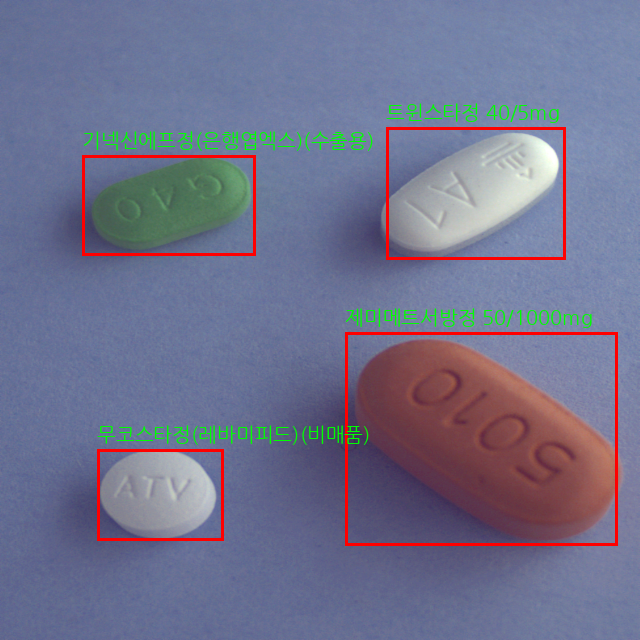 트윈스타정 40/5mg
기넥신에프정(은행엽엑스)(수출용)
G40
A1
제미메트서방정 50/1000mg
5010
무코스타정(레바미피드)(비매품)
ATV